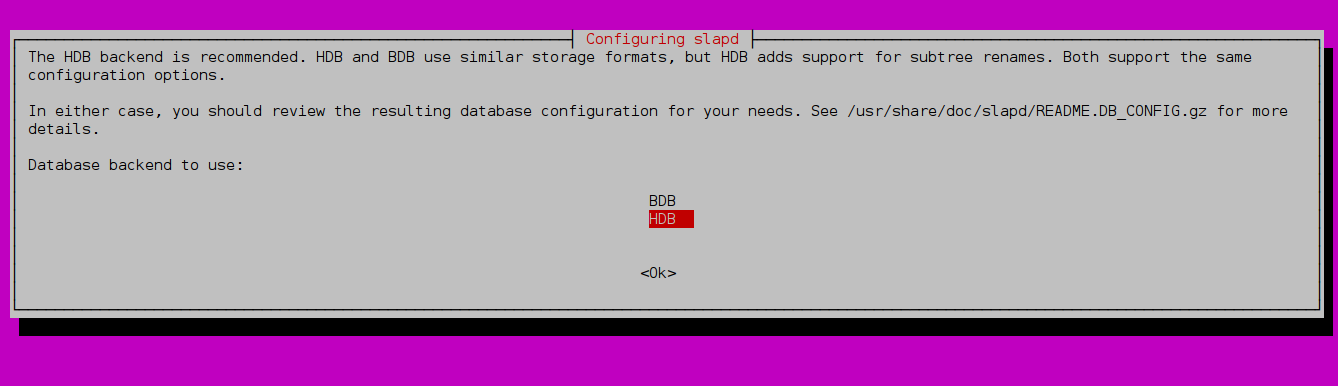 Configuring slapd
The HDB backend is recommended. HDB and BDB use similar storage formats, but HDB adds support for subtree renames. Both support the same
configuration options.
In either case, you should review the resulting database configuration for your needs. See /usr/share/doc/slapd/README.DB_CONFIG.gz for more
details.
Database backend to use:
BDB
HDB
<Ok>